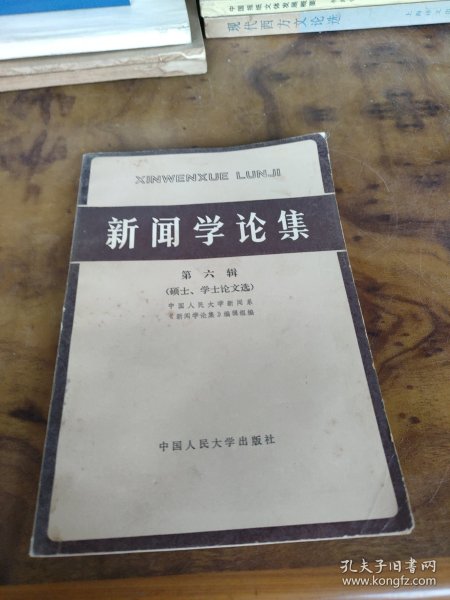 现代西方文论选
XINWENXUE LUNJI
新闻学论集
第六辑
(硕士、学士论文选)
中国人民大学新闻系
《新闻学论集》编辑组编
中国人民大学出版社
孔夫子旧书网
www.kongfz.com